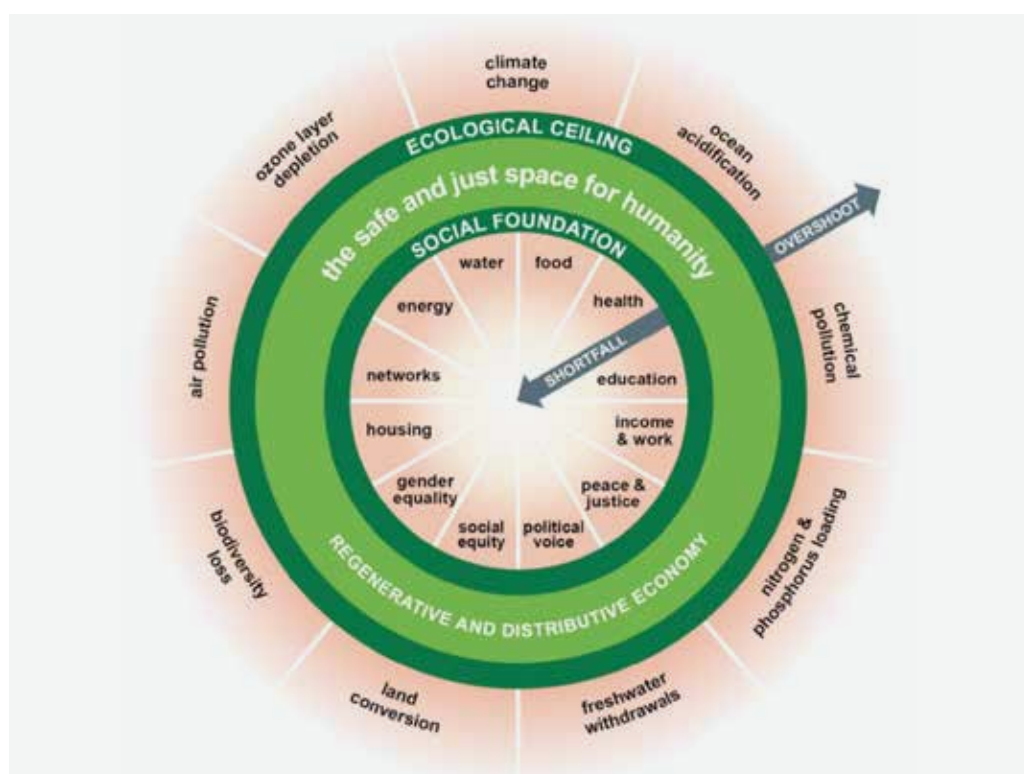 climate
change
ocean
acidification
chemical
pollution
nitrogen &
phosphorus loading
freshwater
withdrawals
land
conversion
biodiversity
loss
air pollution
ozone layer
depletion
ECOLOGICAL CEILING
the safe and just space for humanity
SOCIAL FOUNDATION
OVERSHOOT
SHORTFALL
water
food
health
education
income
& work
peace &
justice
political
voice
social
equity
gender
equality
housing
networks
energy
REGENERATIVE AND DISTRIBUTIVE ECONOMY